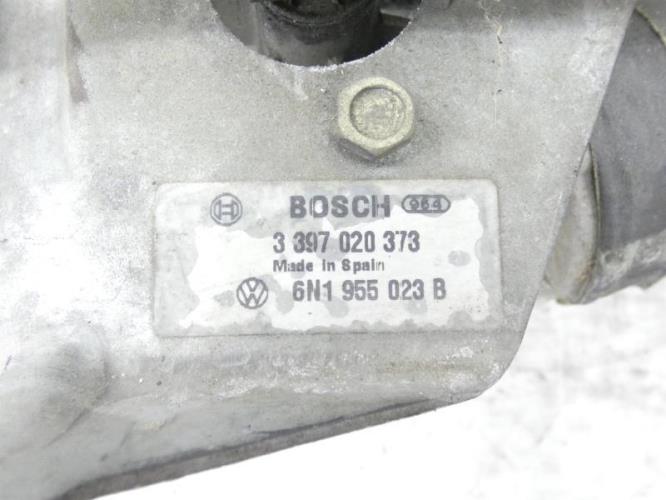 BOSCH 964
3 397 020 373
Made in Spain
6N1 955 023 B